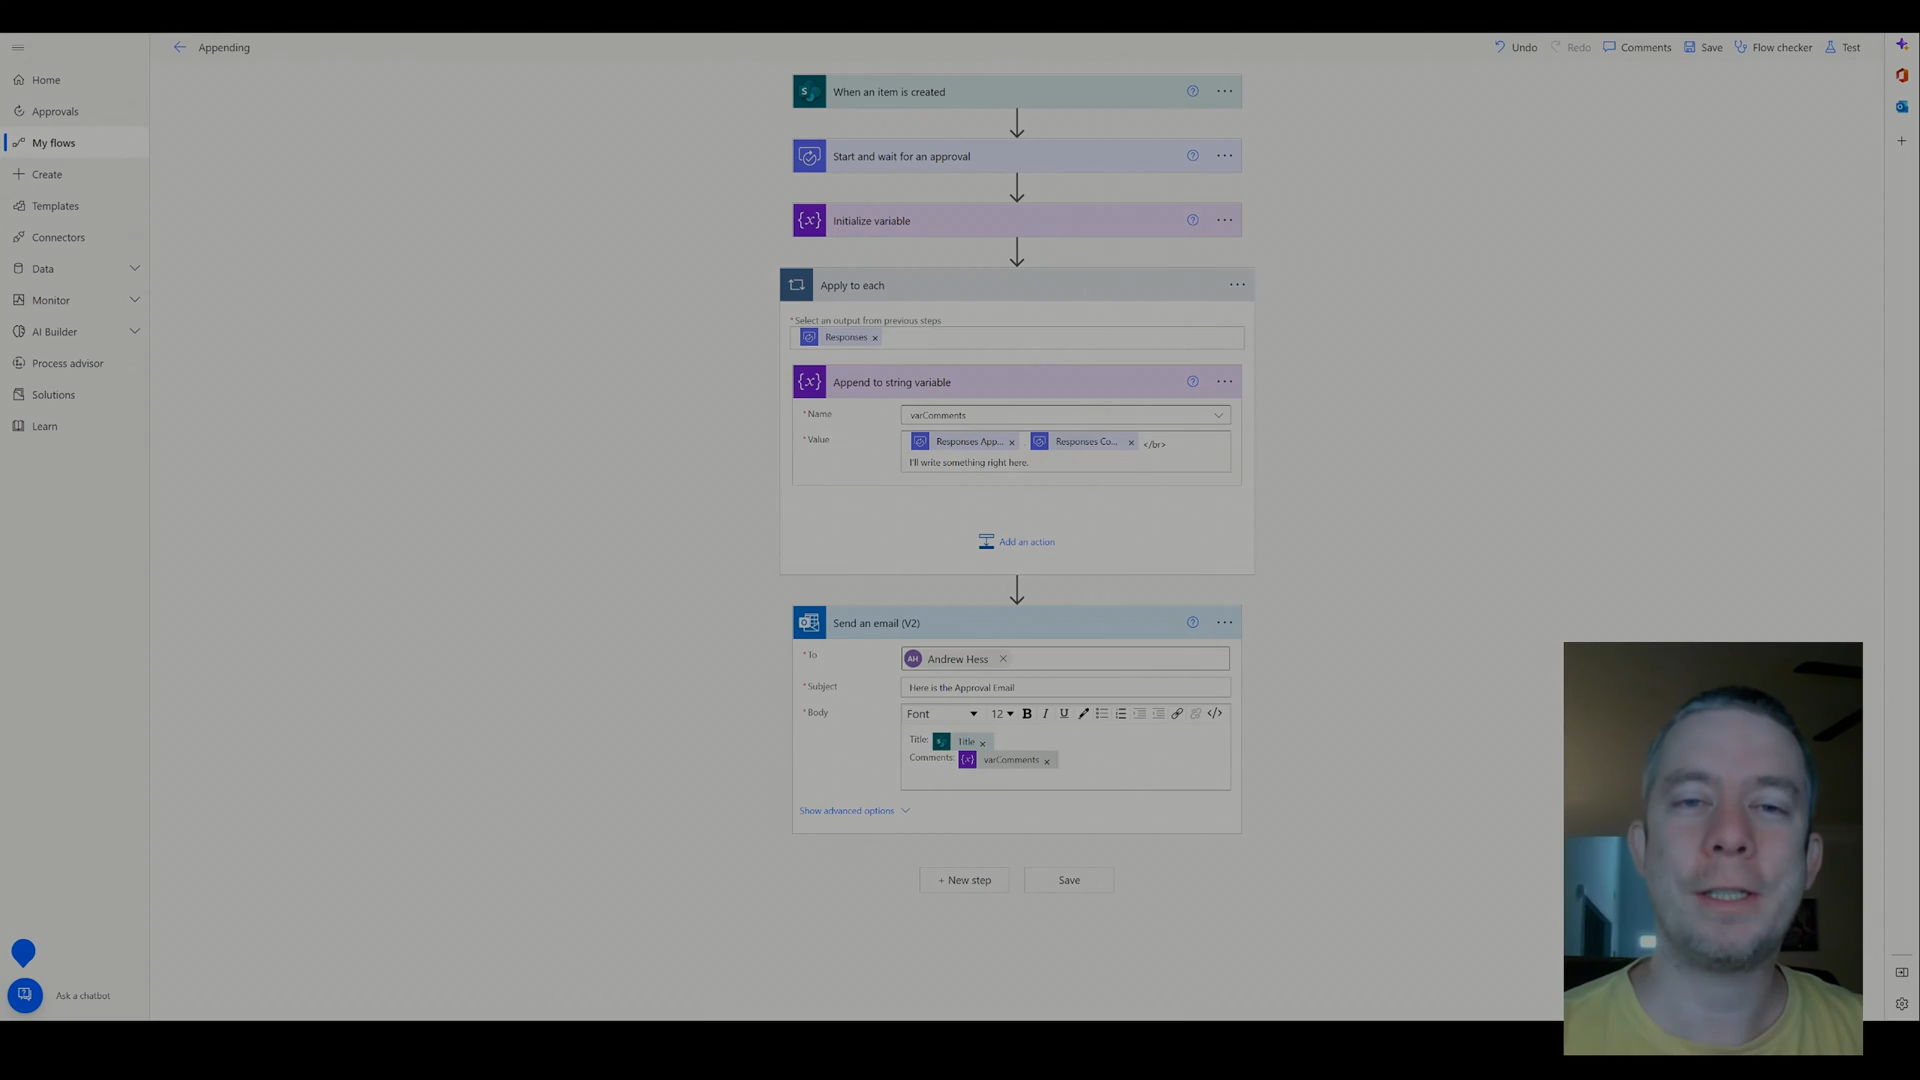 Appending
Undo
Redo
Comments
Save
Flow checker
Test
Home
Approvals
My flows
Create
Templates
Connectors
Data
Monitor
AI Builder
Process advisor
Solutions
Learn
Ask a chatbot
S
When an item is created
Start and wait for an approval
{x} Initialize variable
Apply to each
* Select an output from previous steps
Responses ×
{x} Append to string variable
* Name
varComments
* Value
Responses App... × Responses Co... × </br>
I'll write something right here.
Add an action
Send an email (V2)
* To
AH Andrew Hess ×
* Subject
Here is the Approval Email
* Body
Font 12 B I U </>
Title: S Title ×
Comments: {x} varComments ×
Show advanced options
+ New step
Save